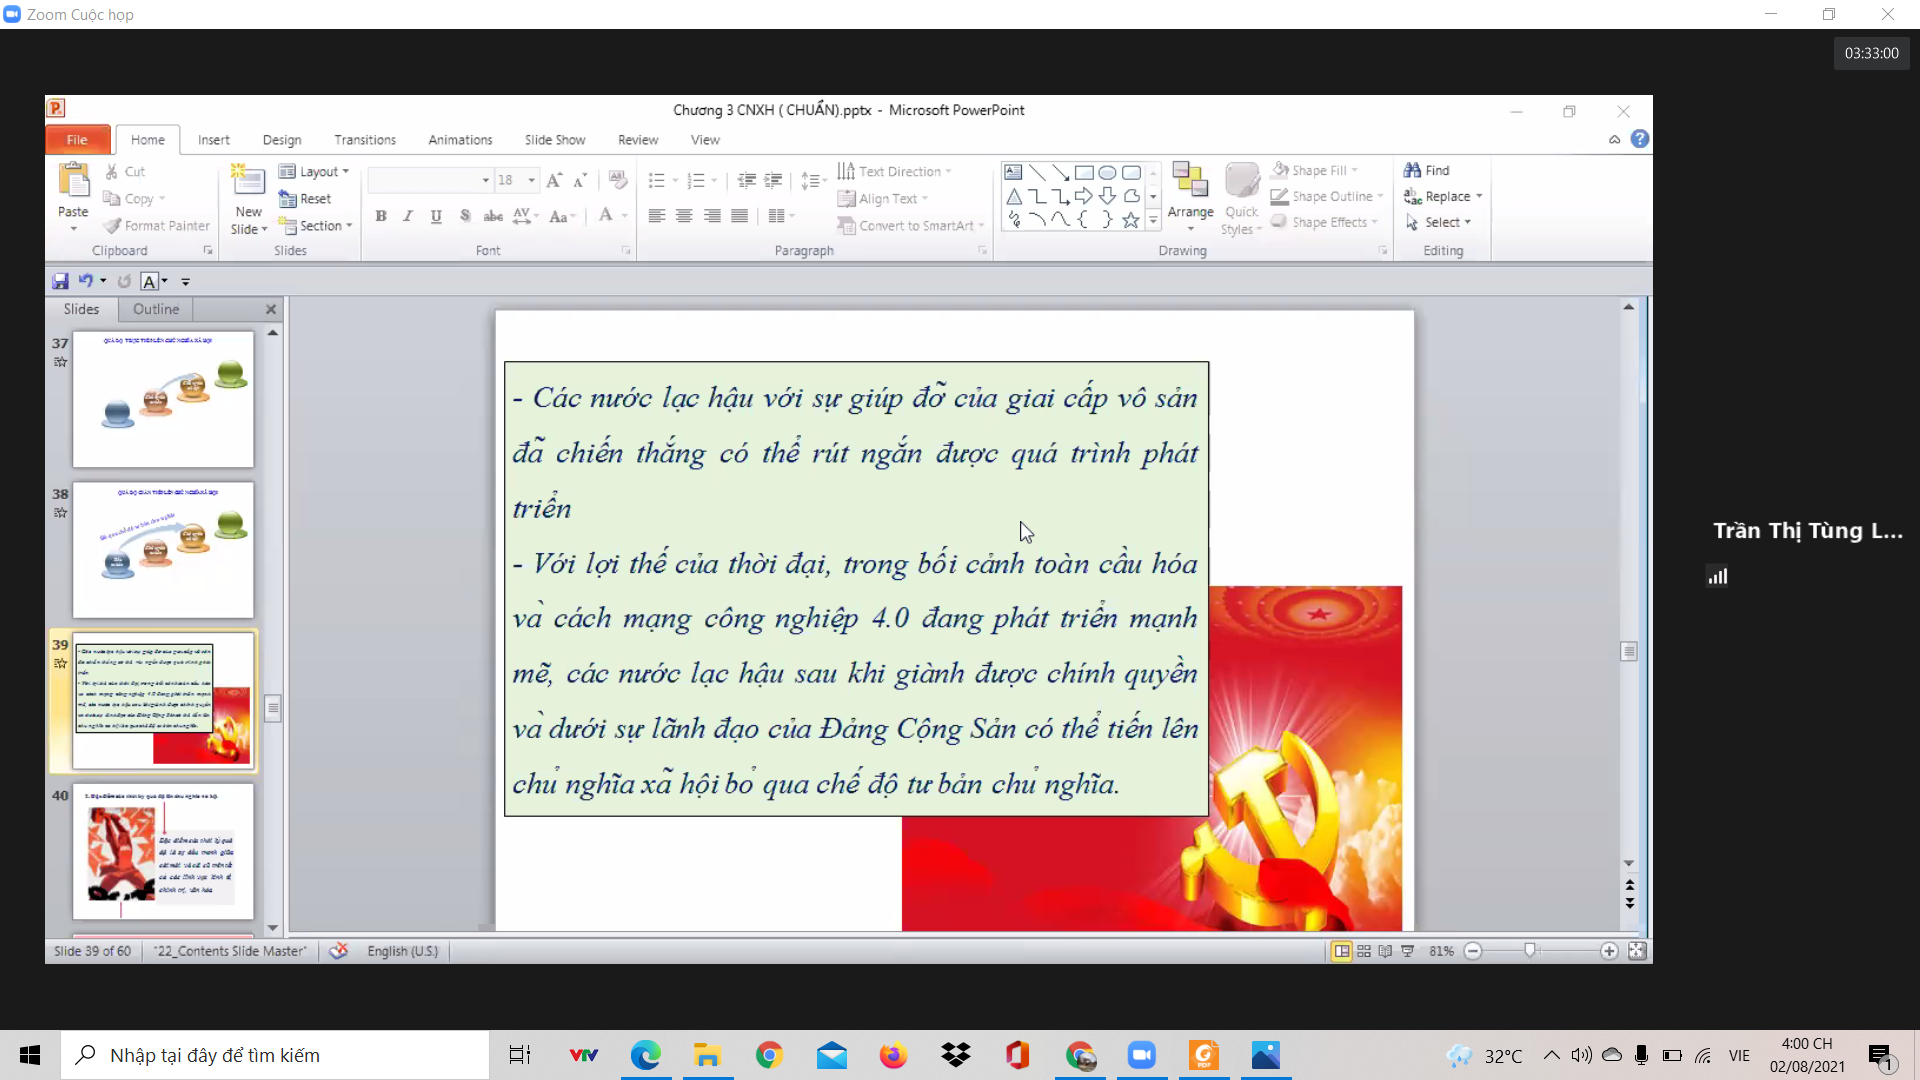 Zoom Cuộc họp
03:33:00
Chương 3 CNXH ( CHUẨN).pptx - Microsoft PowerPoint
File Home Insert Design Transitions Animations Slide Show Review View
Paste
Cut
Copy
Format Painter
Clipboard
New Slide
Layout
Reset
Section
Slides
18
Font
Text Direction
Align Text
Convert to SmartArt
Paragraph
Arrange
Quick Styles
Shape Fill
Shape Outline
Shape Effects
Drawing
Find
Replace
Select
Editing
Slides Outline
37
38
39
40
- Các nước lạc hậu với sự giúp đỡ của giai cấp vô sản
đã chiến thắng có thể rút ngắn được quá trình phát
triển
- Với lợi thế của thời đại, trong bối cảnh toàn cầu hóa
và cách mạng công nghiệp 4.0 đang phát triển mạnh
mẽ, các nước lạc hậu sau khi giành được chính quyền
và dưới sự lãnh đạo của Đảng Cộng Sản có thể tiến lên
chủ nghĩa xã hội bỏ qua chế độ tư bản chủ nghĩa.
Trần Thị Tùng L...
Slide 39 of 60 "22_Contents Slide Master" English (U.S.) 81%
Nhập tại đây để tìm kiếm
32°C
VIE
4:00 CH
02/08/2021
1